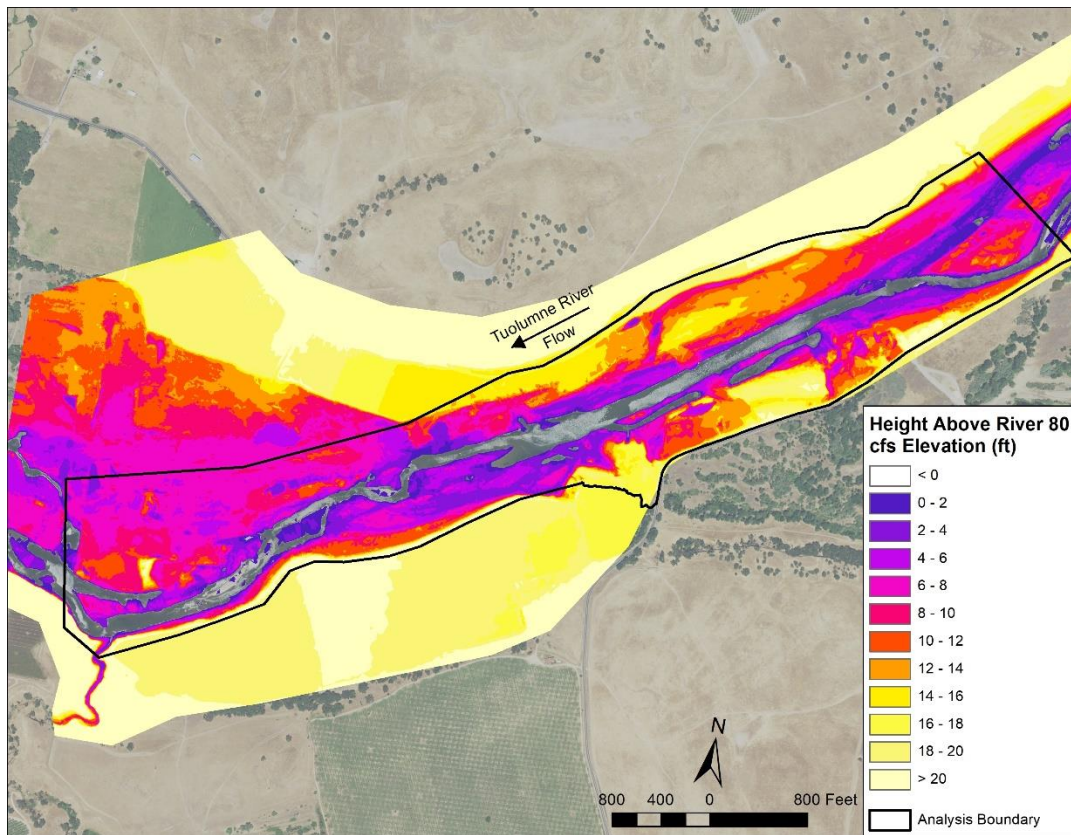 Tuolumne River
Flow
Height Above River 80
cfs Elevation (ft)
< 0
0 - 2
2 - 4
4 - 6
6 - 8
8 - 10
10 - 12
12 - 14
14 - 16
16 - 18
18 - 20
> 20
Analysis Boundary
N
800 400 0 800 Feet